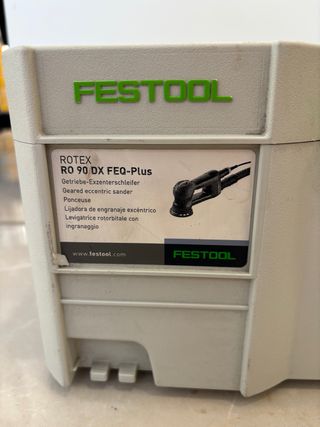 FESTOOL
ROTEX
RO 90 DX FEQ-Plus
Getriebe-Exzenterschleifer
Geared eccentric sander
Ponceuse
Lijadora de engranaje excéntrico
Levigatrice rotorbitale con
ingranaggio
www.festool.com
FESTOOL